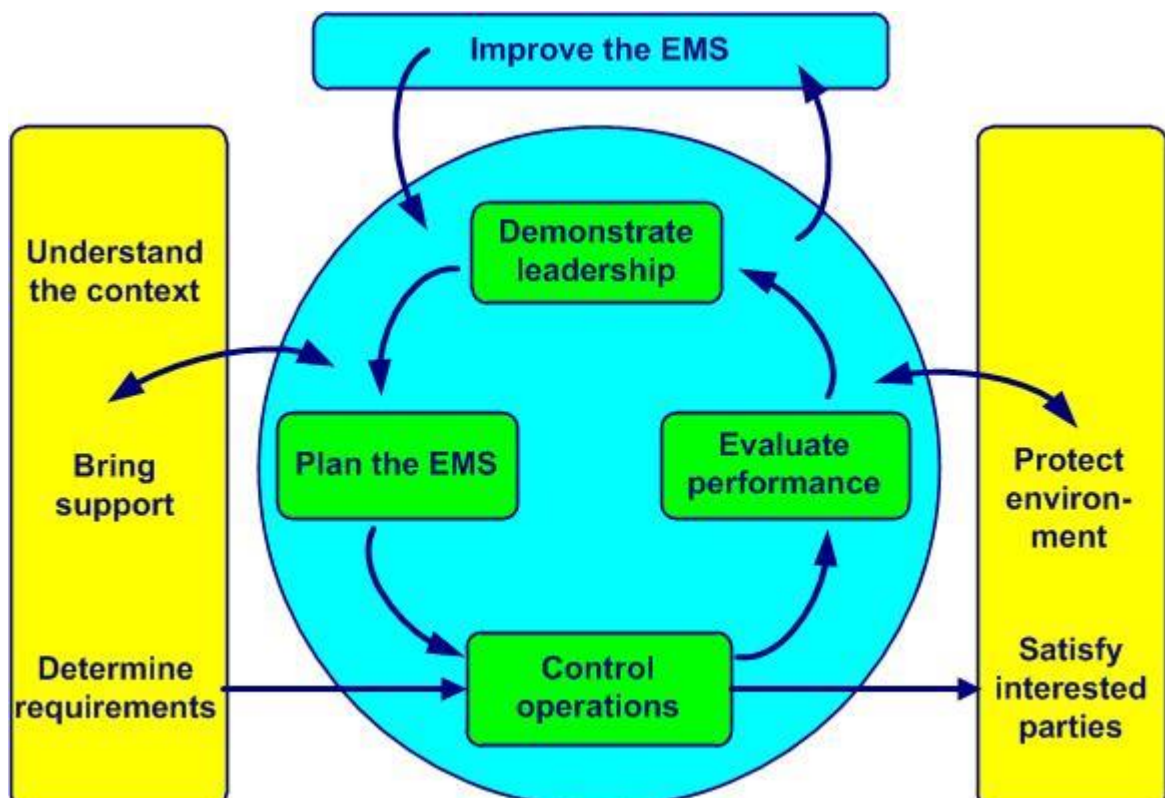 Improve the EMS
Understand
the context
Bring
support
Determine
requirements
Demonstrate
leadership
Plan the EMS
Evaluate
performance
Control
operations
Protect
environ-
ment
Satisfy
interested
parties